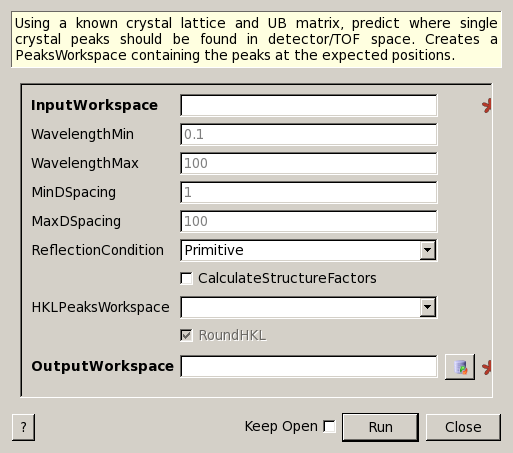 Using a known crystal lattice and UB matrix, predict where single
crystal peaks should be found in detector/TOF space. Creates a
PeaksWorkspace containing the peaks at the expected positions.
InputWorkspace
WavelengthMin 0.1
WavelengthMax 100
MinDSpacing 1
MaxDSpacing 100
ReflectionCondition Primitive
CalculateStructureFactors
HKLPeaksWorkspace
RoundHKL
OutputWorkspace
? Keep Open Run Close